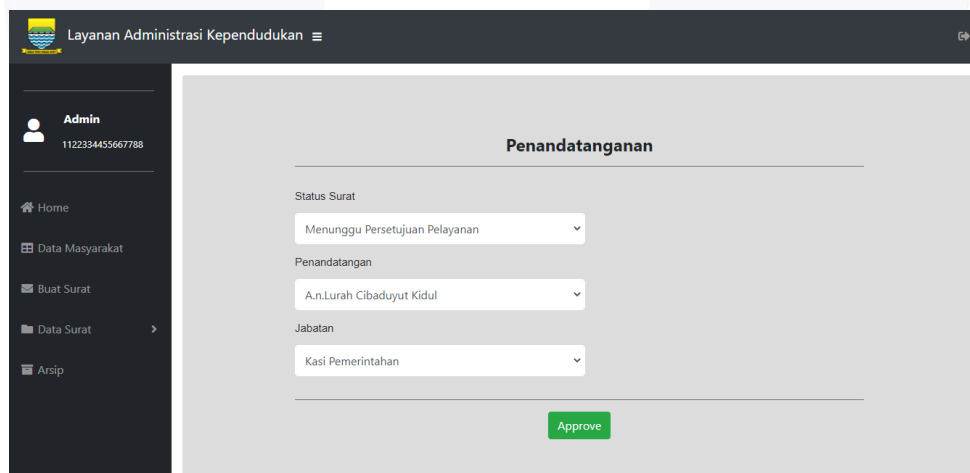 Layanan Administrasi Kependudukan
Admin
1122334455667788
Home
Data Masyarakat
Buat Surat
Data Surat
Arsip
Penandatanganan
Status Surat
Menunggu Persetujuan Pelayanan
Penandatangan
A.n.Lurah Cibaduyut Kidul
Jabatan
Kasi Pemerintahan
Approve